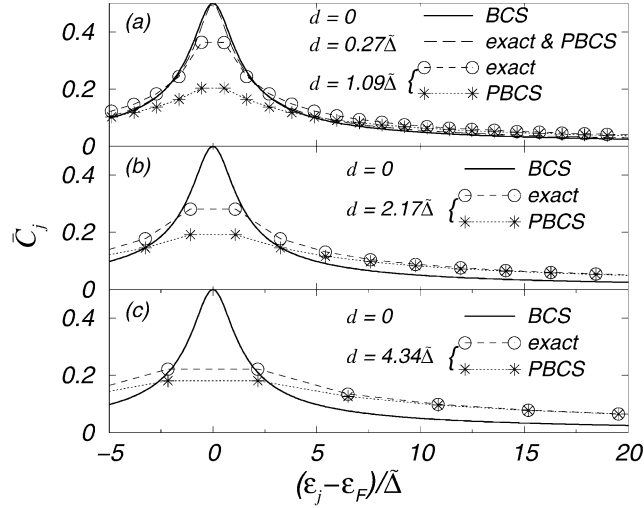 (a)
d = 0 BCS
d = 0.27Δ̃ exact & PBCS
d = 1.09Δ̃ { exact
PBCS
0.4
0.2
0
(b)
d = 0 BCS
d = 2.17Δ̃ { exact
PBCS
0.4
0.2
0
C̄j
(c)
d = 0 BCS
d = 4.34Δ̃ { exact
PBCS
0.4
0.2
0
−5 0 5 10 15 20
(εj−εF)/Δ̃